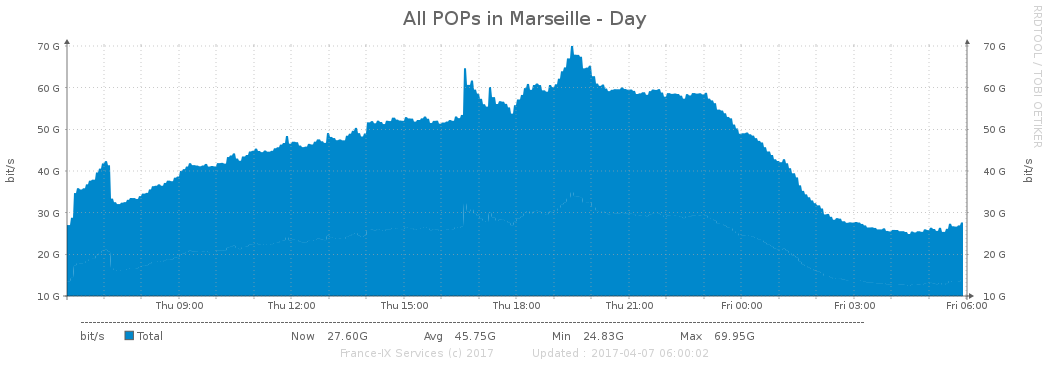 All POPs in Marseille - Day
RRDTOOL / TOBI OETIKER
bit/s
70 G 70 G
60 G 60 G
50 G 50 G
40 G 40 G
30 G 30 G
20 G 20 G
10 G 10 G
bit/s
Thu 09:00 Thu 12:00 Thu 15:00 Thu 18:00 Thu 21:00 Fri 00:00 Fri 03:00 Fri 06:00
bit/s Total Now 27.60G Avg 45.75G Min 24.83G Max 69.95G
France-IX Services (c) 2017 Updated : 2017-04-07 06:00:02